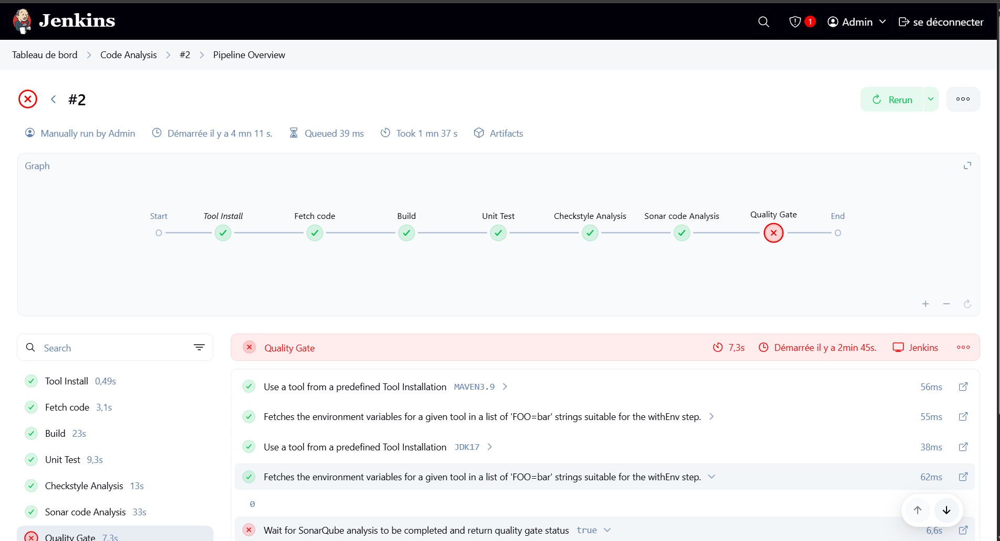 Jenkins
1
Admin
se déconnecter
Tableau de bord
Code Analysis
#2
Pipeline Overview
#2
Rerun
Manually run by Admin
Démarrée il y a 4 mn 11 s.
Queued 39 ms
Took 1 mn 37 s
Artifacts
Graph
Start
Tool Install
Fetch code
Build
Unit Test
Checkstyle Analysis
Sonar code Analysis
Quality Gate
End
Search
Tool Install 0,49s
Fetch code 3,1s
Build 23s
Unit Test 9,3s
Checkstyle Analysis 13s
Sonar code Analysis 33s
Quality Gate 7,3s
Quality Gate
7,3s
Démarrée il y a 2min 45s.
Jenkins
Use a tool from a predefined Tool Installation MAVEN3.9 56ms
Fetches the environment variables for a given tool in a list of 'FOO=bar' strings suitable for the withEnv step. 55ms
Use a tool from a predefined Tool Installation JDK17 38ms
Fetches the environment variables for a given tool in a list of 'FOO=bar' strings suitable for the withEnv step. 62ms
0
Wait for SonarQube analysis to be completed and return quality gate status true 6,6s